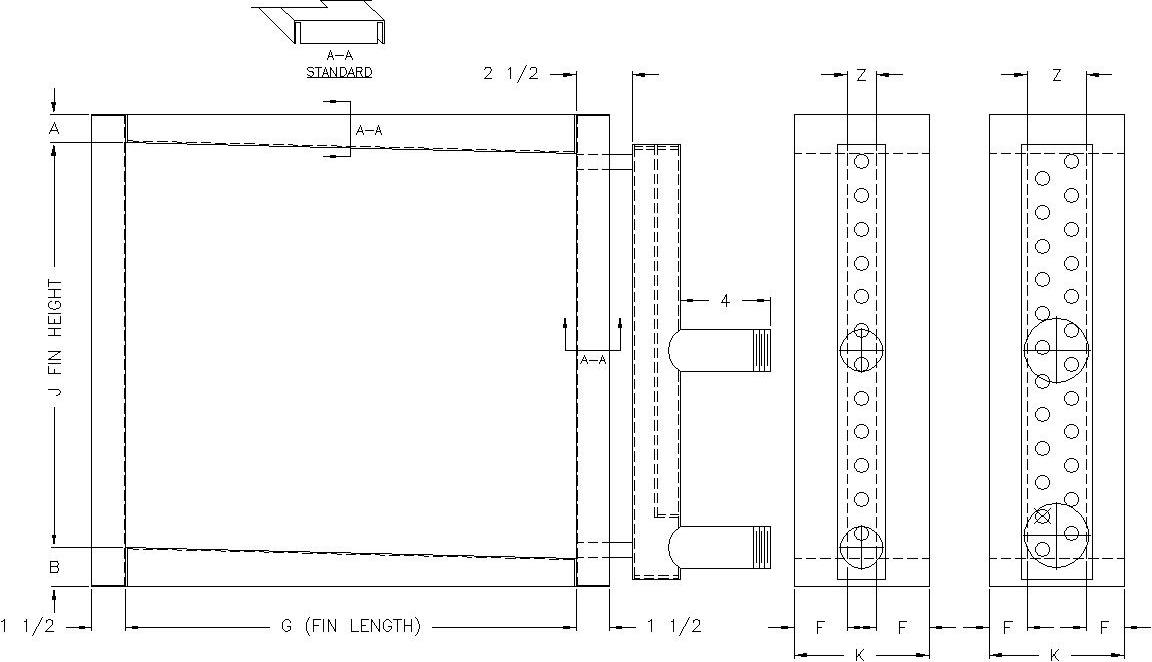 A-A
STANDARD
2 1/2
Z
Z
A
A-A
J FIN HEIGHT
4
A-A
B
1 1/2
G (FIN LENGTH)
1 1/2
F
F
F
F
K
K